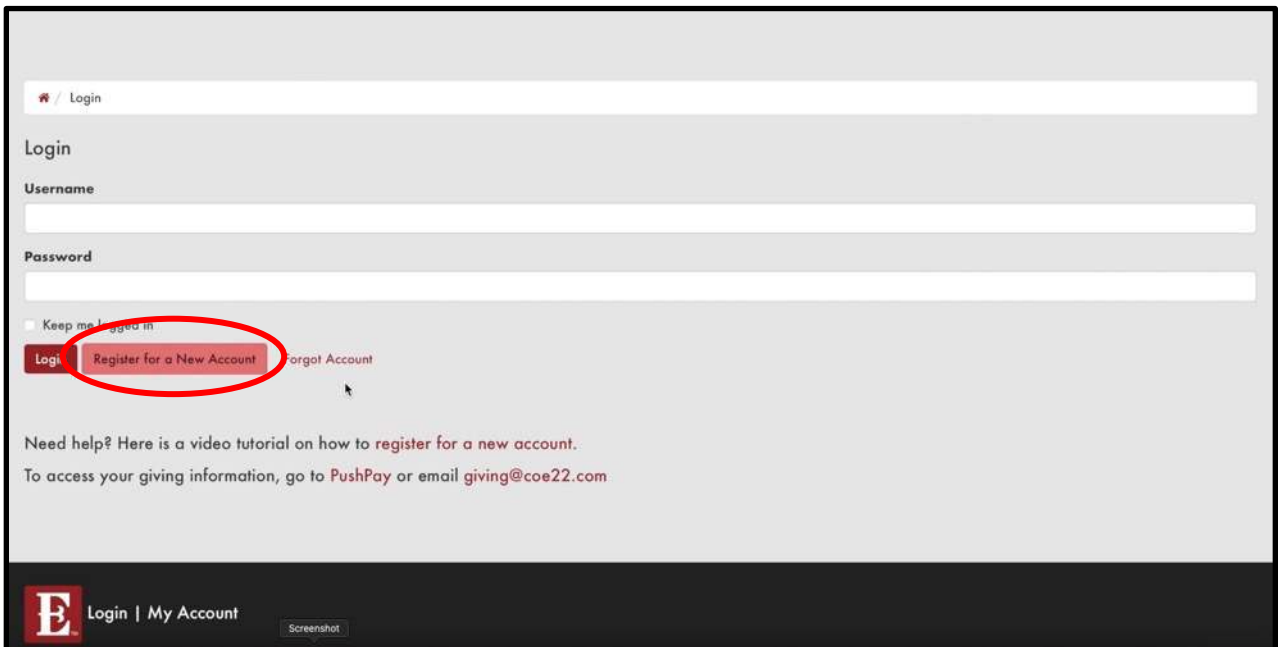 / Login
Login
Username
Password
Keep me logged in
Login Register for a New Account Forgot Account
Need help? Here is a video tutorial on how to register for a new account.
To access your giving information, go to PushPay or email giving@coe22.com
E Login | My Account
Screenshot